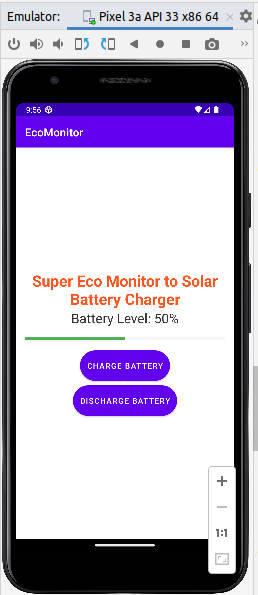 Emulator: Pixel 3a API 33 x86 64
9:56
EcoMonitor
Super Eco Monitor to Solar
Battery Charger
Battery Level: 50%
CHARGE BATTERY
DISCHARGE BATTERY
1:1